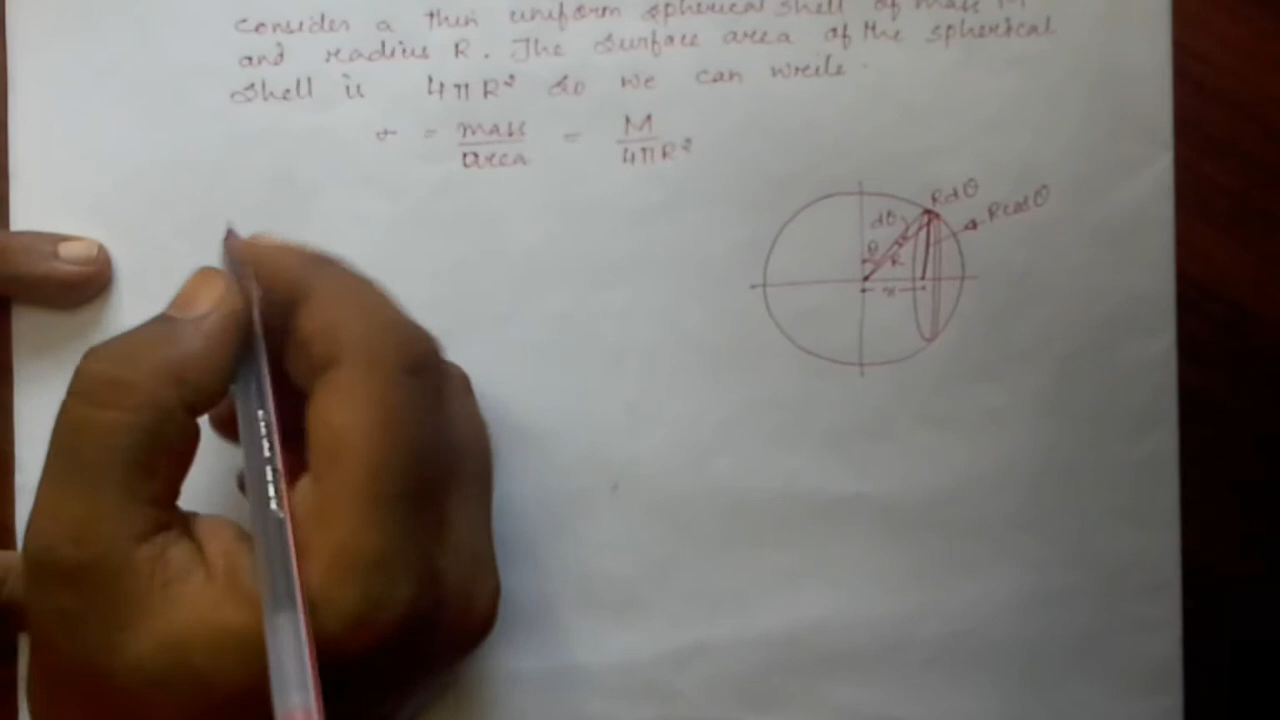 Consider a thin uniform spherical shell of mass M
and radius R. The surface area of the spherical
shell is 4πR² so we can write
σ = mass/area = M/4πR²
Rdθ
dθ
Rcosθ
θ
R
x